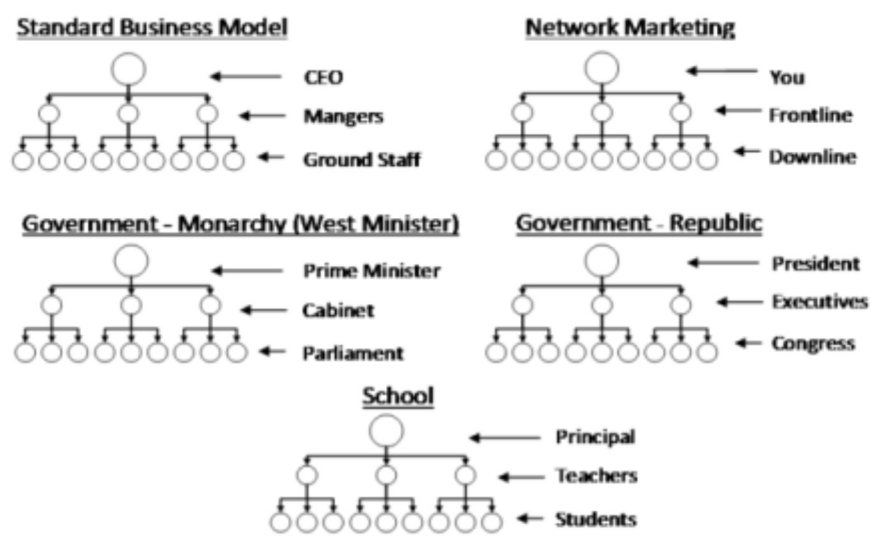 Standard Business Model
CEO
Mangers
Ground Staff
Network Marketing
You
Frontline
Downline
Government - Monarchy (West Minister)
Prime Minister
Cabinet
Parliament
Government - Republic
President
Executives
Congress
School
Principal
Teachers
Students